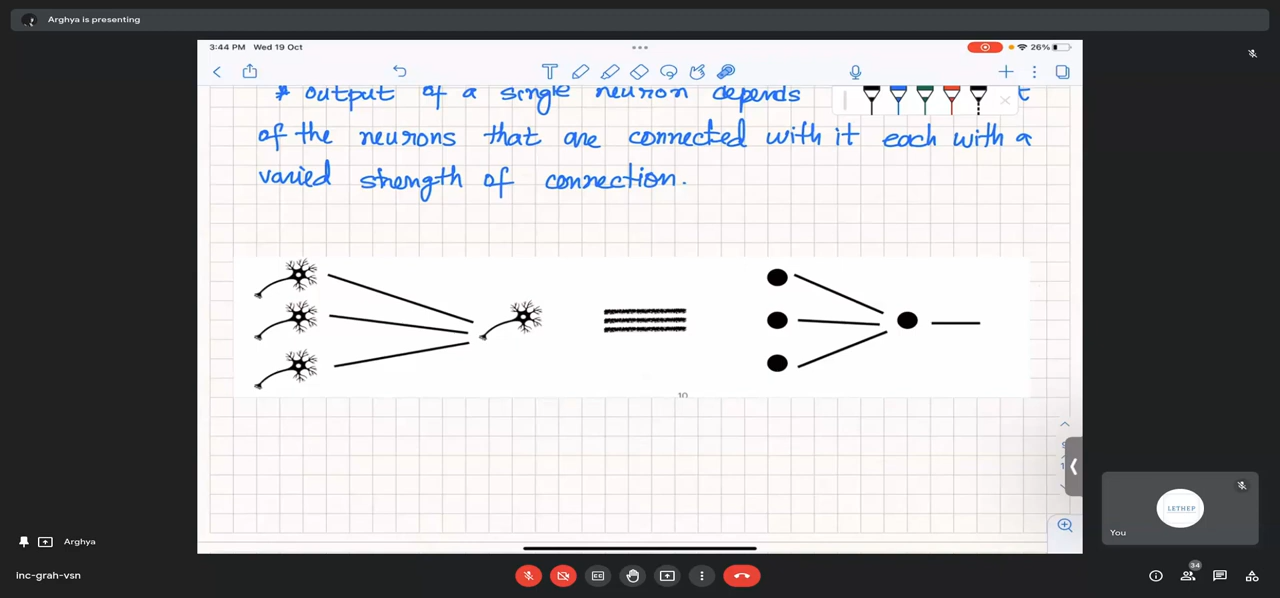 Arghya is presenting
3:44 PM Wed 19 Oct
26%
* output of a single neuron depends
of the neurons that are connected with it each with a
varied strength of connection.
10
LETHEP
You
Arghya
lnc-grah-vsn
34